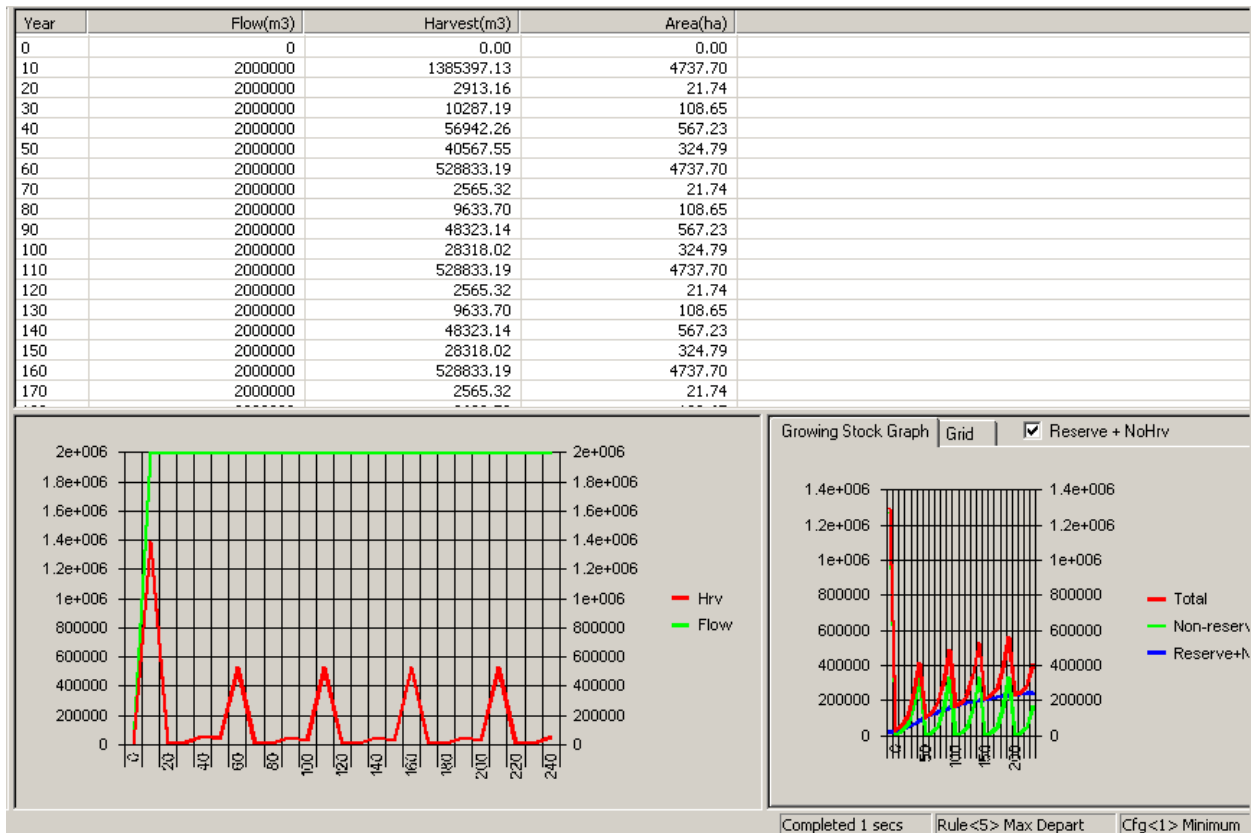 Year Flow(m3) Harvest(m3) Area(ha)
0 0 0.00 0.00
10 2000000 1385397.13 4737.70
20 2000000 2913.16 21.74
30 2000000 10287.19 108.65
40 2000000 56942.26 567.23
50 2000000 40567.55 324.79
60 2000000 528833.19 4737.70
70 2000000 2565.32 21.74
80 2000000 9633.70 108.65
90 2000000 48323.14 567.23
100 2000000 28318.02 324.79
110 2000000 528833.19 4737.70
120 2000000 2565.32 21.74
130 2000000 9633.70 108.65
140 2000000 48323.14 567.23
150 2000000 28318.02 324.79
160 2000000 528833.19 4737.70
170 2000000 2565.32 21.74
2e+006 2e+006
1.8e+006 1.8e+006
1.6e+006 1.6e+006
1.4e+006 1.4e+006
1.2e+006 1.2e+006
1e+006 1e+006
800000 800000
600000 600000
400000 400000
200000 200000
0 0
0 20 40 60 80 100 120 140 160 180 200 220 240
Hrv
Flow
Growing Stock Graph Grid Reserve + NoHrv
1.4e+006 1.4e+006
1.2e+006 1.2e+006
1e+006 1e+006
800000 800000
600000 600000
400000 400000
200000 200000
0 0
0 50 100 150 200
Total
Non-reserv
Reserve+N
Completed 1 secs Rule<5> Max Depart Cfg<1> Minimum